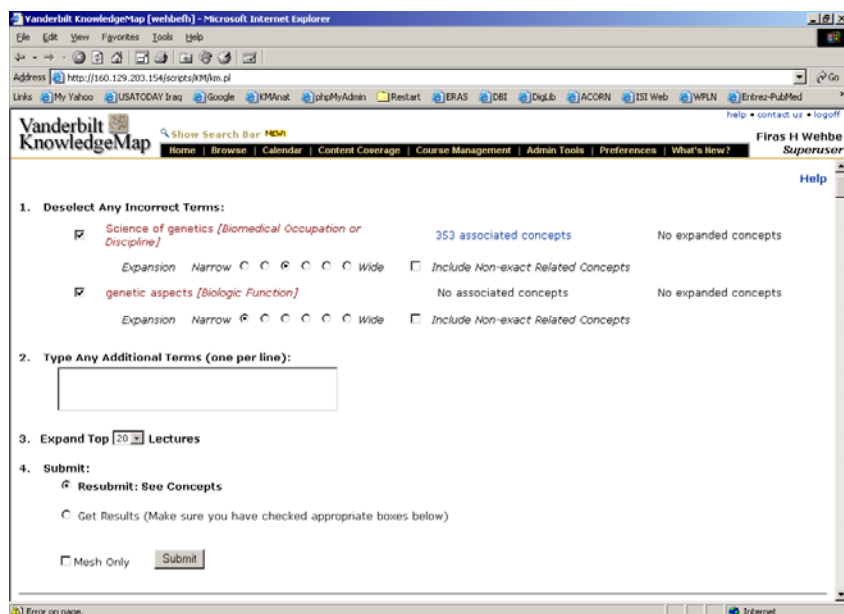 Vanderbilt KnowledgeMap [wehbefh] - Microsoft Internet Explorer
File Edit View Favorites Tools Help
Address http://160.129.203.154/scripts/KM/km.pl Go
Links My Yahoo USATODAY Iraq Google KMAnat phpMyAdmin Restart ERAS DBI DigLib ACORN ISI Web WPLN Entrez-PubMed
help • contact us • logoff
Vanderbilt KnowledgeMap
Show Search Bar NEW!
Firas H Wehbe
Home | Browse | Calendar | Content Coverage | Course Management | Admin Tools | Preferences | What's New?
Superuser
Help
1. Deselect Any Incorrect Terms:
Science of genetics [Biomedical Occupation or Discipline] 353 associated concepts No expanded concepts
Expansion Narrow Wide Include Non-exact Related Concepts
genetic aspects [Biologic Function] No associated concepts No expanded concepts
Expansion Narrow Wide Include Non-exact Related Concepts
2. Type Any Additional Terms (one per line):
3. Expand Top 20 Lectures
4. Submit:
Resubmit: See Concepts
Get Results (Make sure you have checked appropriate boxes below)
Mesh Only Submit
Error on page. Internet